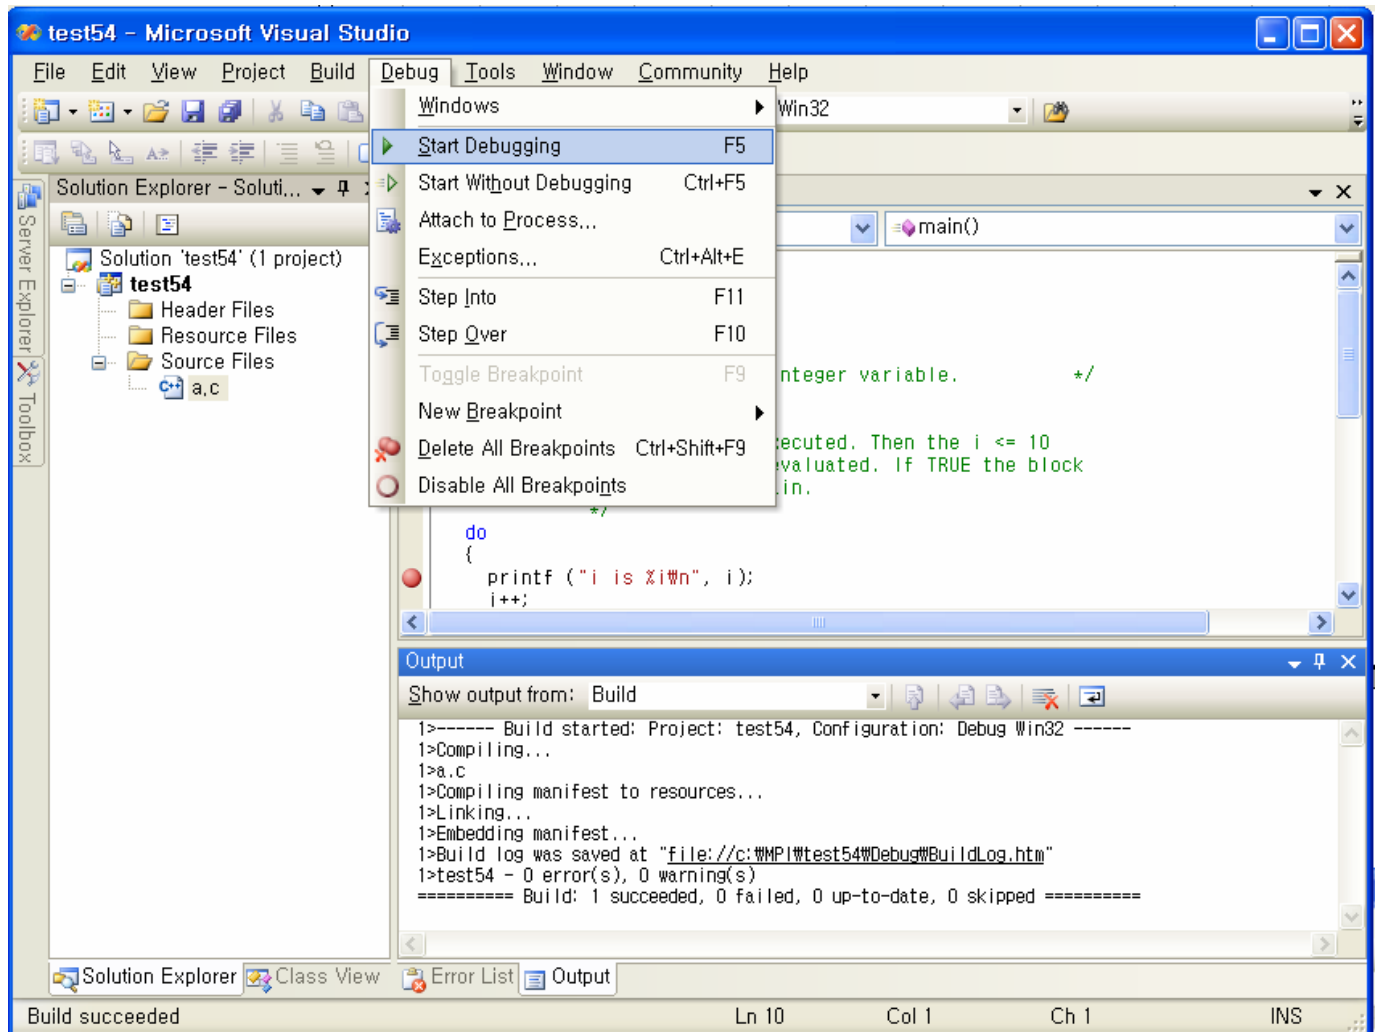 test54 - Microsoft Visual Studio
File Edit View Project Build Debug Tools Window Community Help
Win32
Windows
Start Debugging F5
Start Without Debugging Ctrl+F5
Attach to Process...
Exceptions... Ctrl+Alt+E
Step Into F11
Step Over F10
Toggle Breakpoint F9
New Breakpoint
Delete All Breakpoints Ctrl+Shift+F9
Disable All Breakpoints
Server Explorer
Toolbox
Solution Explorer - Soluti...
Solution 'test54' (1 project)
test54
Header Files
Resource Files
Source Files
a.c
main()
nteger variable. */
ecuted. Then the i <= 10
valuated. If TRUE the block
in.
*/
do
{
printf ("i is %i₩n", i);
i++;
Output
Show output from: Build
1>------ Build started: Project: test54, Configuration: Debug Win32 ------
1>Compiling...
1>a.c
1>Compiling manifest to resources...
1>Linking...
1>Embedding manifest...
1>Build log was saved at "file://c:₩MPI₩test54₩Debug₩BuildLog.htm"
1>test54 - 0 error(s), 0 warning(s)
========== Build: 1 succeeded, 0 failed, 0 up-to-date, 0 skipped ==========
Solution Explorer Class View Error List Output
Build succeeded Ln 10 Col 1 Ch 1 INS